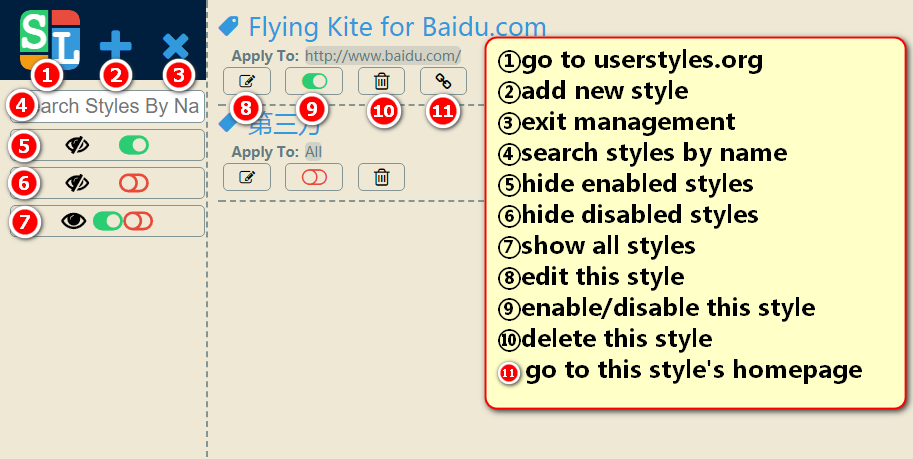 S
L
1
2
3
4
Search Styles By Na
5
6
7
Flying Kite for Baidu.com
Apply To: http://www.baidu.com/
8
9
10
11
第三方
Apply To: All
①go to userstyles.org
②add new style
③exit management
④search styles by name
⑤hide enabled styles
⑥hide disabled styles
⑦show all styles
⑧edit this style
⑨enable/disable this style
⑩delete this style
11 go to this style's homepage